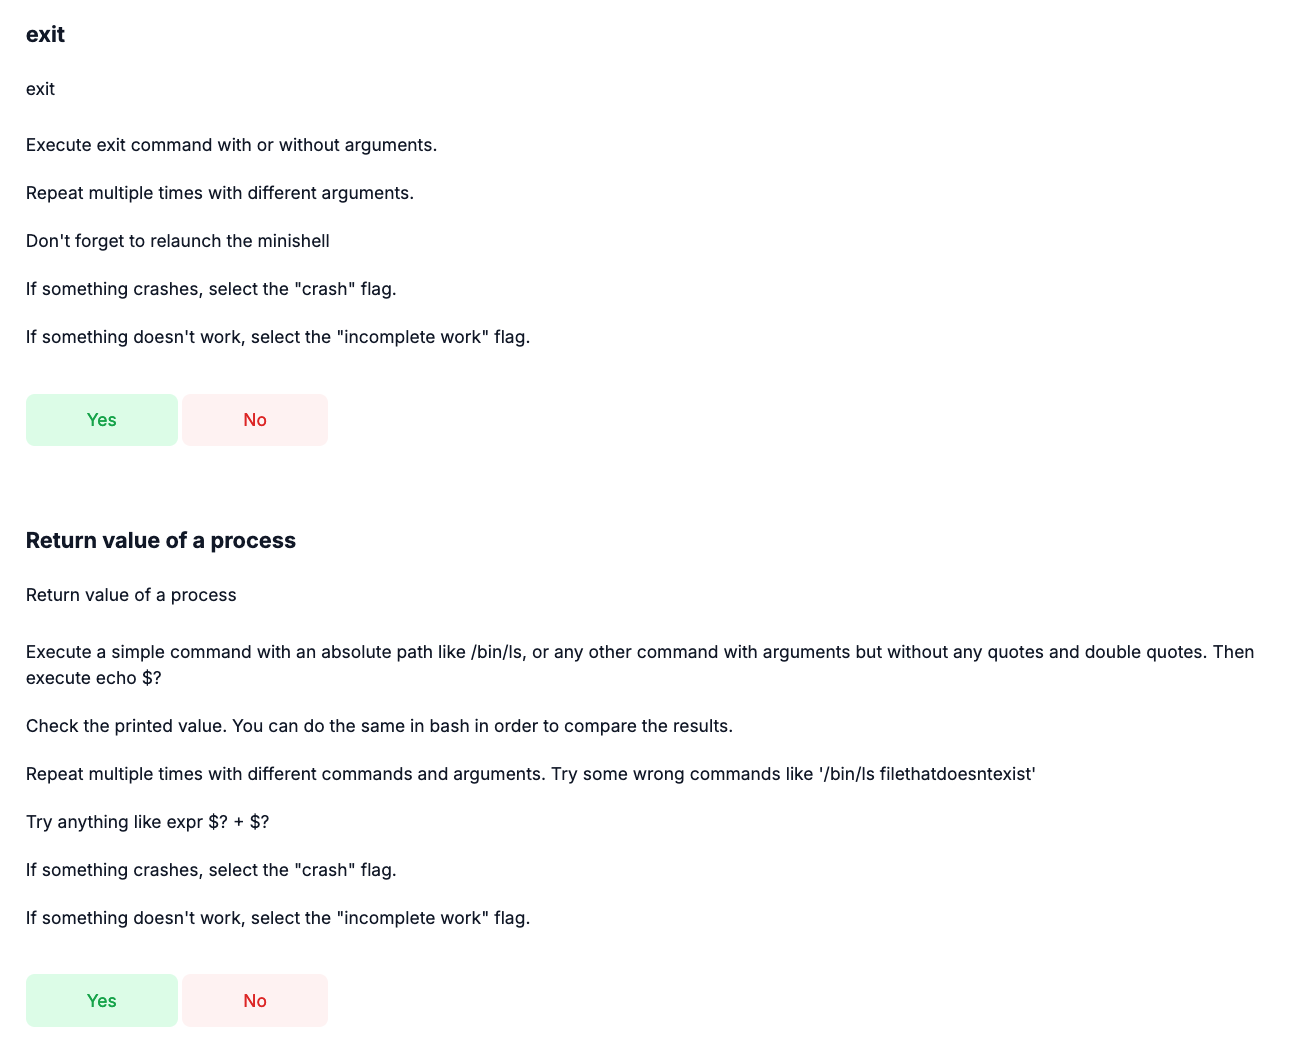 exit
exit
Execute exit command with or without arguments.
Repeat multiple times with different arguments.
Don't forget to relaunch the minishell
If something crashes, select the "crash" flag.
If something doesn't work, select the "incomplete work" flag.
Yes No
Return value of a process
Return value of a process
Execute a simple command with an absolute path like /bin/ls, or any other command with arguments but without any quotes and double quotes. Then
execute echo $?
Check the printed value. You can do the same in bash in order to compare the results.
Repeat multiple times with different commands and arguments. Try some wrong commands like '/bin/ls filethatdoesntexist'
Try anything like expr $? + $?
If something crashes, select the "crash" flag.
If something doesn't work, select the "incomplete work" flag.
Yes No